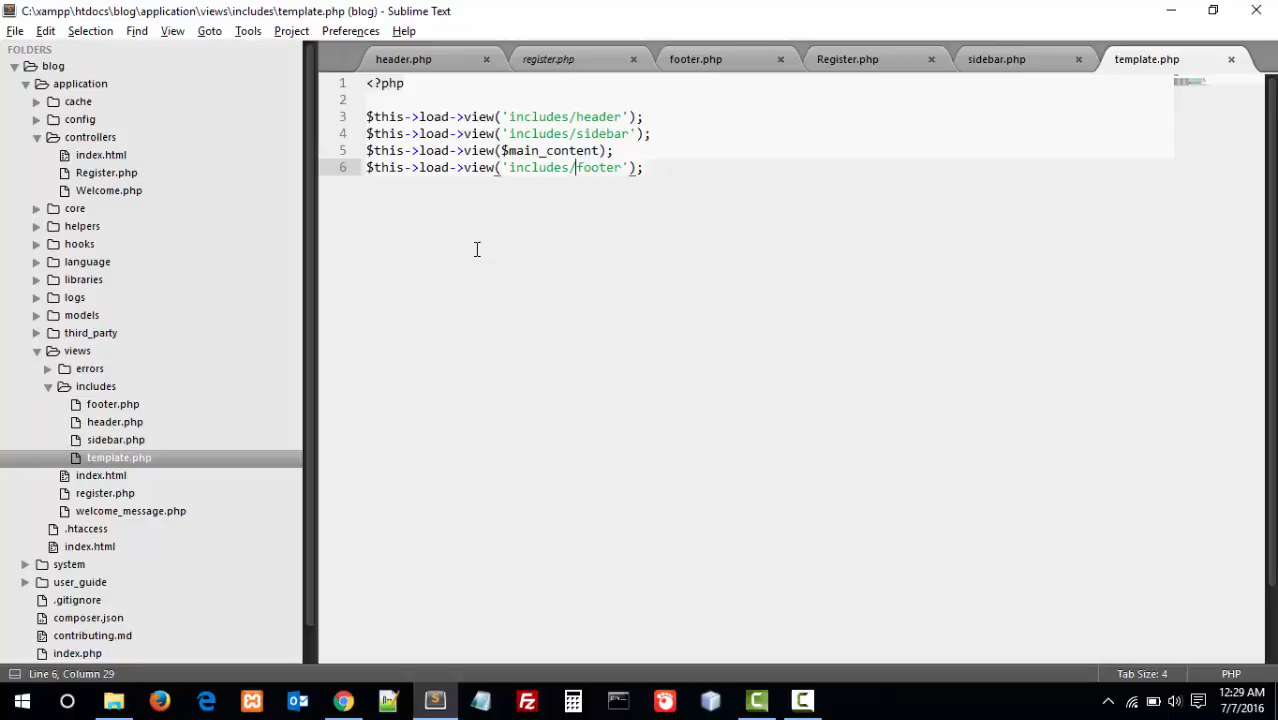 C:\xampp\htdocs\blog\application\views\includes\template.php (blog) - Sublime Text
File Edit Selection Find View Goto Tools Project Preferences Help
FOLDERS
blog
application
cache
config
controllers
index.html
Register.php
Welcome.php
core
helpers
hooks
language
libraries
logs
models
third_party
views
errors
includes
footer.php
header.php
sidebar.php
template.php
index.html
register.php
welcome_message.php
.htaccess
index.html
system
user_guide
.gitignore
composer.json
contributing.md
index.php
header.php register.php footer.php Register.php sidebar.php template.php
1 <?php
2
3 $this->load->view('includes/header');
4 $this->load->view('includes/sidebar');
5 $this->load->view($main_content);
6 $this->load->view('includes/footer');
Line 6, Column 29 Tab Size: 4 PHP
12:29 AM
7/7/2016